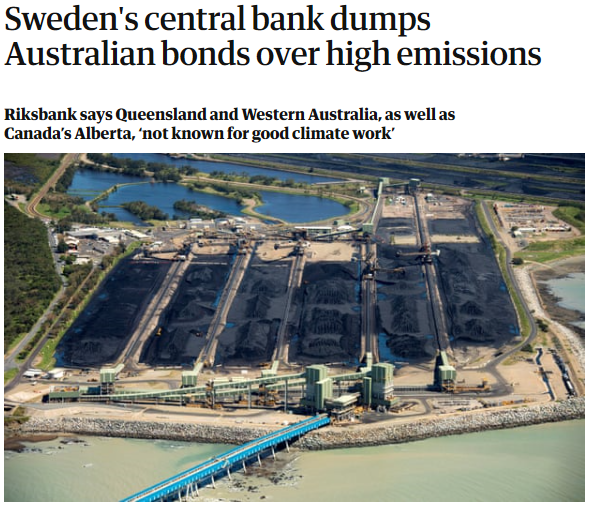 Sweden's central bank dumps
Australian bonds over high emissions
Riksbank says Queensland and Western Australia, as well as
Canada’s Alberta, ‘not known for good climate work’